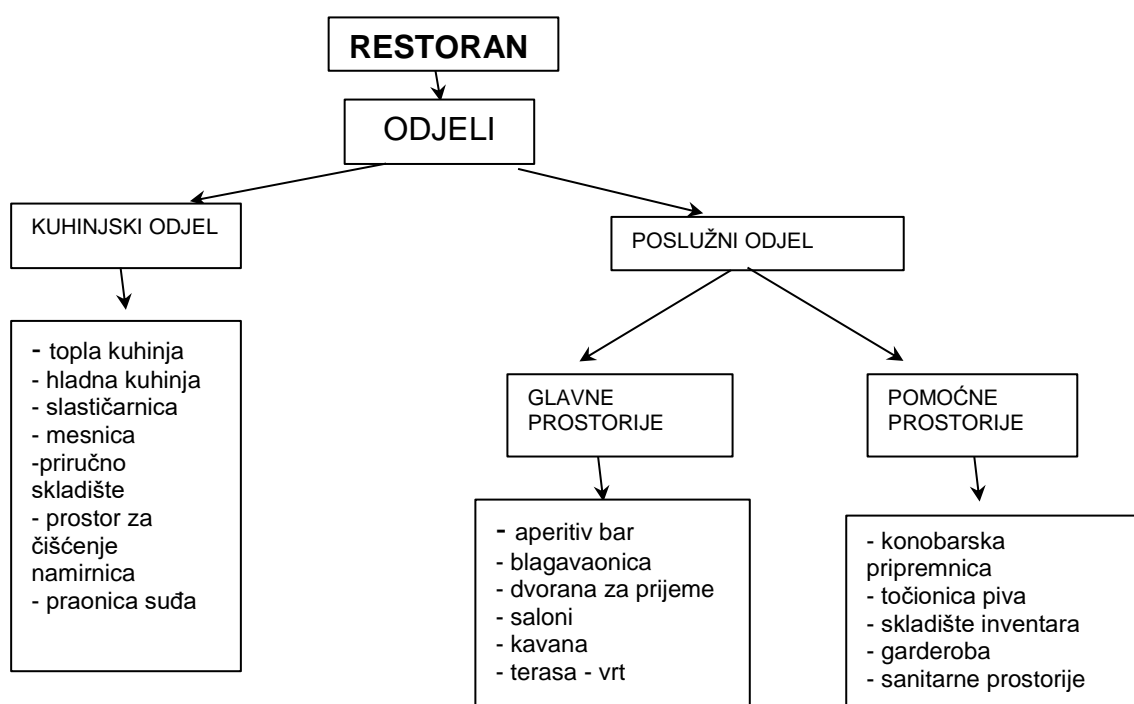 RESTORAN
ODJELI
KUHINJSKI ODJEL
POSLUŽNI ODJEL
- topla kuhinja
- hladna kuhinja
- slastičarnica
- mesnica
-priručno
skladište
- prostor za
čišćenje
namirnica
- praonica suđa
GLAVNE
PROSTORIJE
POMOĆNE
PROSTORIJE
- aperitiv bar
- blagavaonica
- dvorana za prijeme
- saloni
- kavana
- terasa - vrt
- konobarska
pripremnica
- točionica piva
- skladište inventara
- garderoba
- sanitarne prostorije